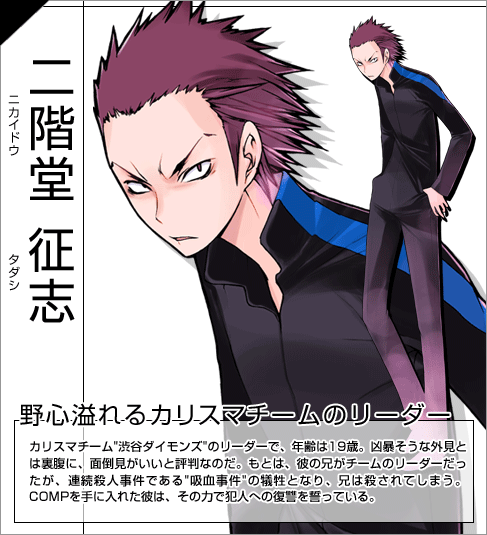 二階堂 征志
ニカイドウ タダシ
野心溢れるカリスマチームのリーダー
カリスマチーム"渋谷ダイモンズ"のリーダーで、年齢は19歳。凶暴そうな外見と
は裏腹に、面倒見がいいと評判なのだ。もとは、彼の兄がチームのリーダーだっ
たが、連続殺人事件である"吸血事件"の犠牲となり、兄は殺されてしまう。
COMPを手に入れた彼は、その力で犯人への復讐を誓っている。